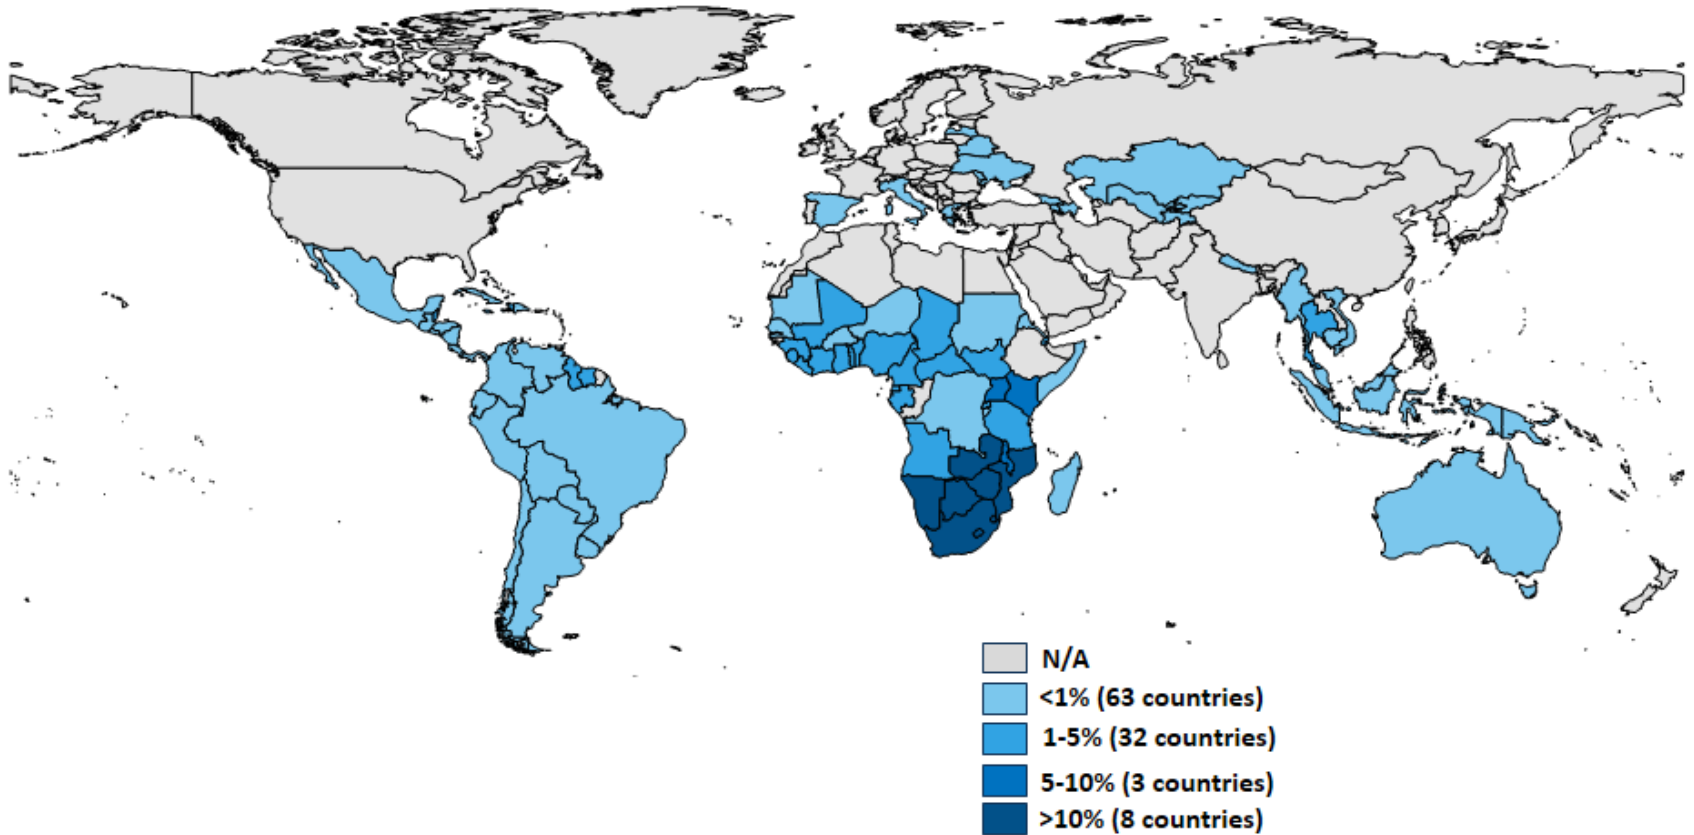 N/A
<1% (63 countries)
1-5% (32 countries)
5-10% (3 countries)
>10% (8 countries)